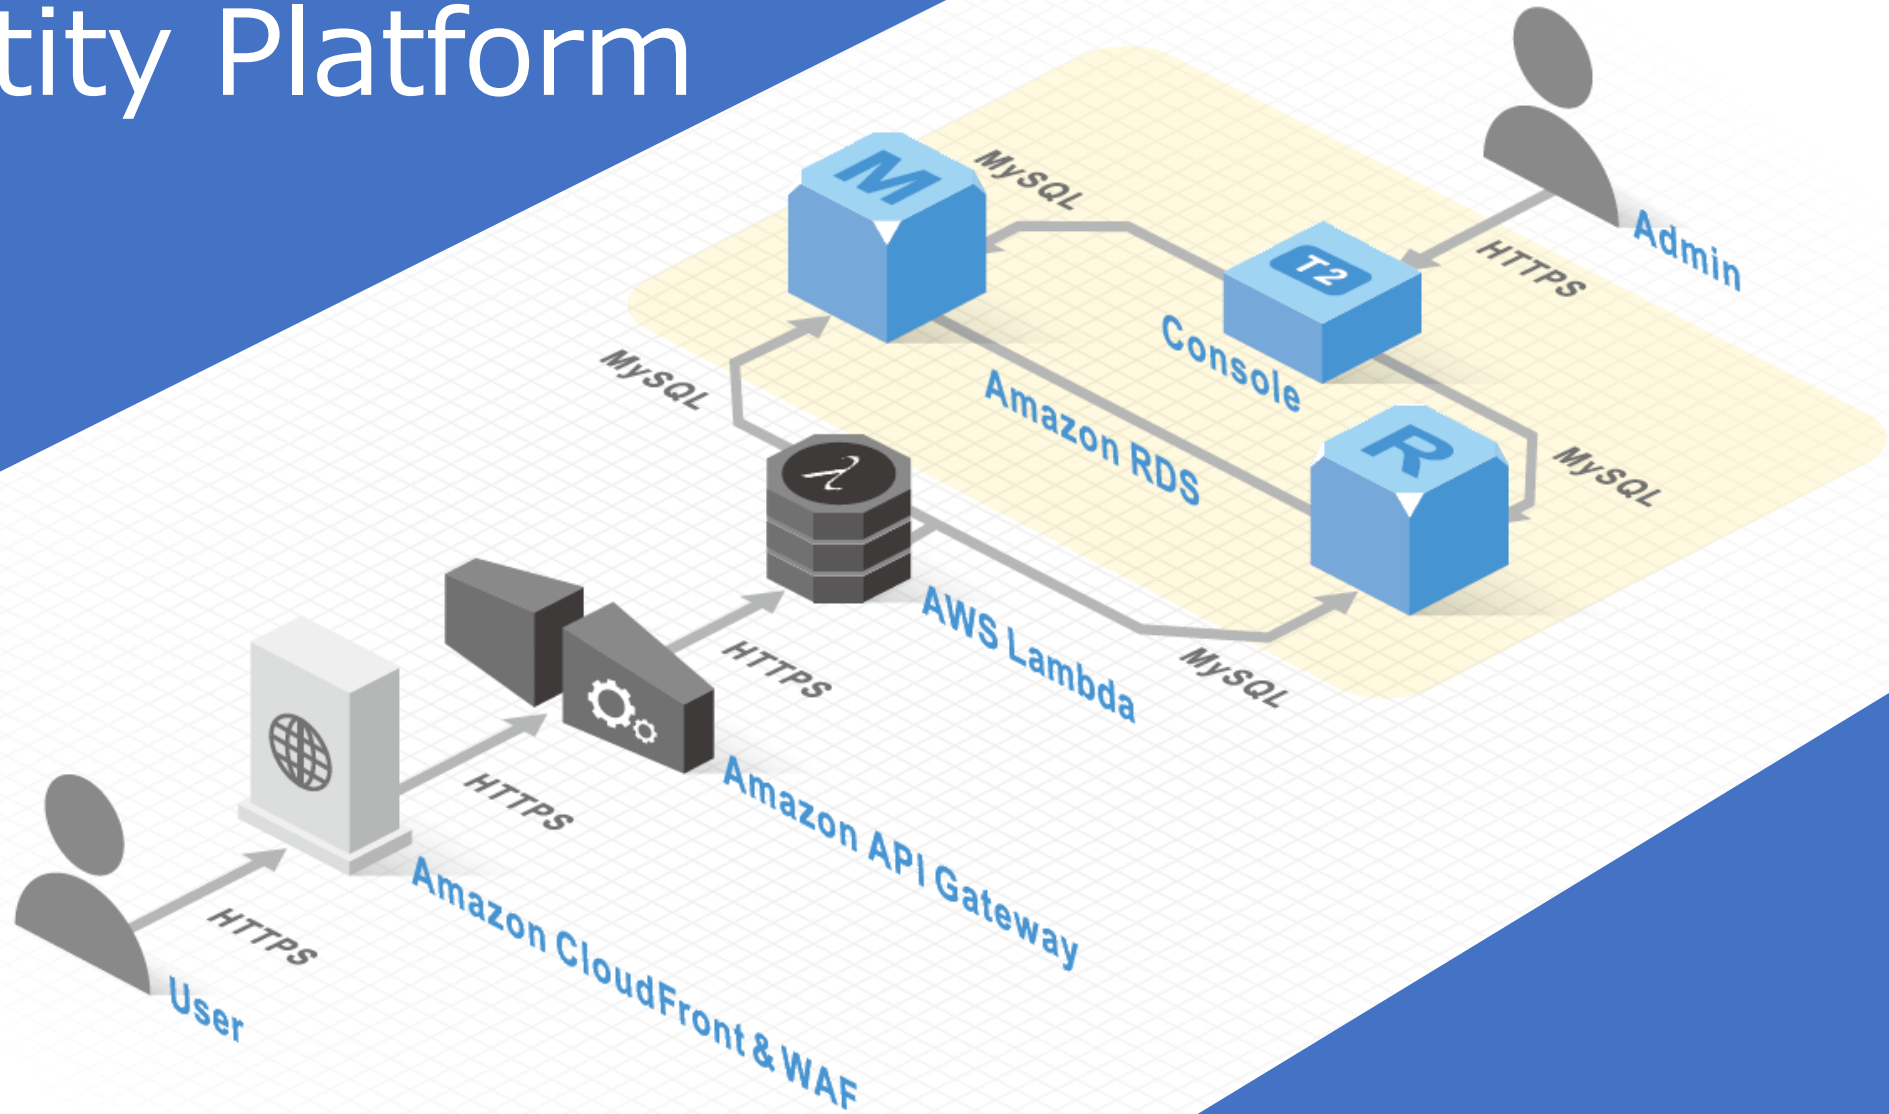 tity Platform
M
MySQL
Admin
T2
HTTPS
Console
MySQL
Amazon RDS
R
MySQL
λ
AWS Lambda
MySQL
HTTPS
Amazon API Gateway
HTTPS
Amazon CloudFront & WAF
HTTPS
User